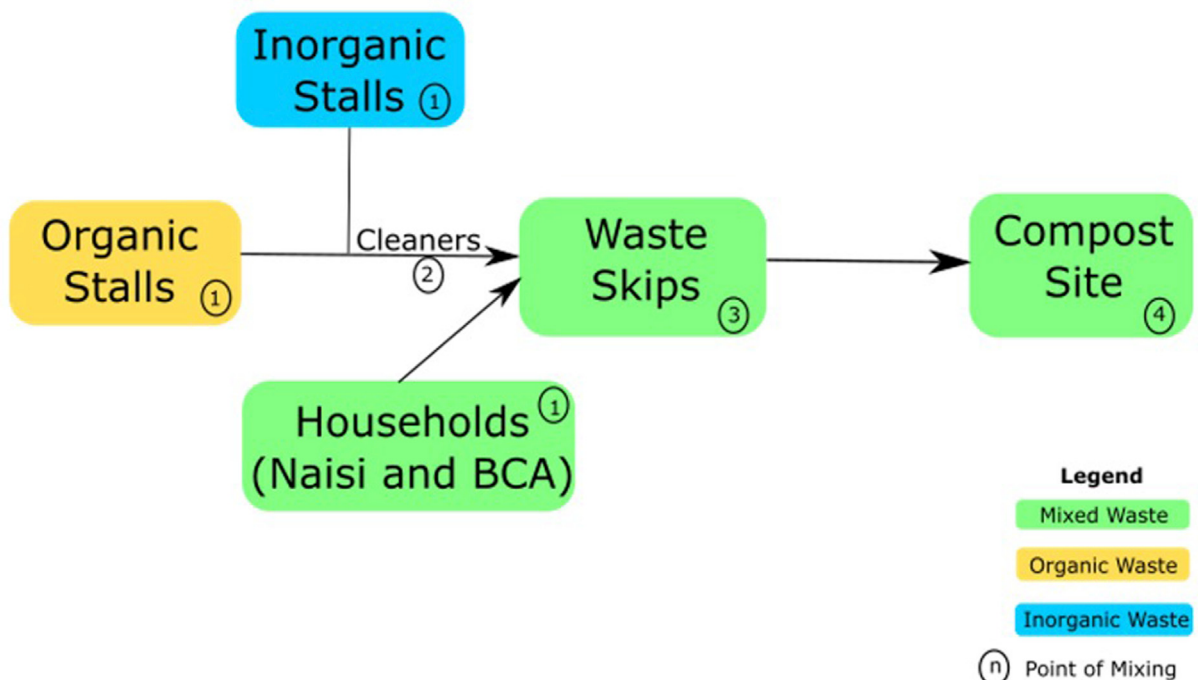 Inorganic
Stalls 1
Organic
Stalls 1
Cleaners
2
Waste
Skips
3
Compost
Site
4
Households 1
(Naisi and BCA)
Legend
Mixed Waste
Organic Waste
Inorganic Waste
n Point of Mixing